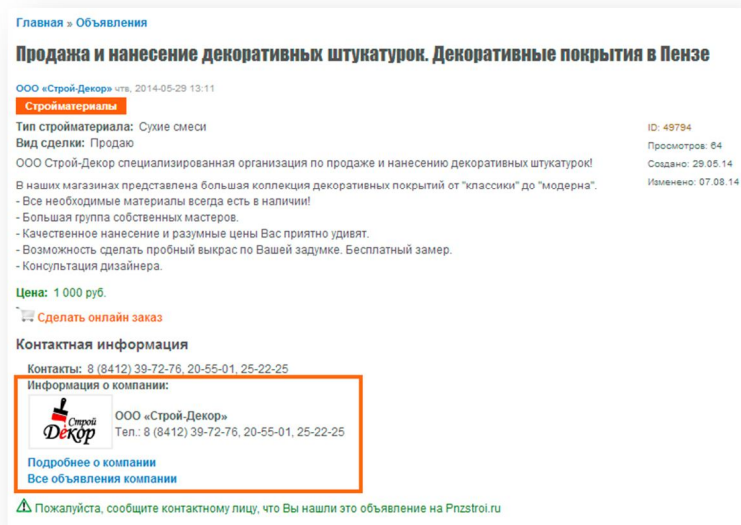 Главная » Объявления
Продажа и нанесение декоративных штукатурок. Декоративные покрытия в Пензе
ООО «Строй-Декор» чтв, 2014-05-29 13:11
Стройматериалы
Тип стройматериала: Сухие смеси
Вид сделки: Продаю
ООО Строй-Декор специализированная организация по продаже и нанесению декоративных штукатурок!
В наших магазинах представлена большая коллекция декоративных покрытий от "классики" до "модерна".
- Все необходимые материалы всегда есть в наличии!
- Большая группа собственных мастеров.
- Качественное нанесение и разумные цены Вас приятно удивят.
- Возможность сделать пробный выкрас по Вашей задумке. Бесплатный замер.
- Консультация дизайнера.
ID: 49794
Просмотров: 64
Создано: 29.05.14
Изменено: 07.08.14
Цена: 1 000 руб.
Сделать онлайн заказ
Контактная информация
Контакты: 8 (8412) 39-72-76, 20-55-01, 25-22-25
Информация о компании:
Строй
Декор
ООО «Строй-Декор»
Тел.: 8 (8412) 39-72-76, 20-55-01, 25-22-25
Подробнее о компании
Все объявления компании
Пожалуйста, сообщите контактному лицу, что Вы нашли это объявление на Pnzstroi.ru